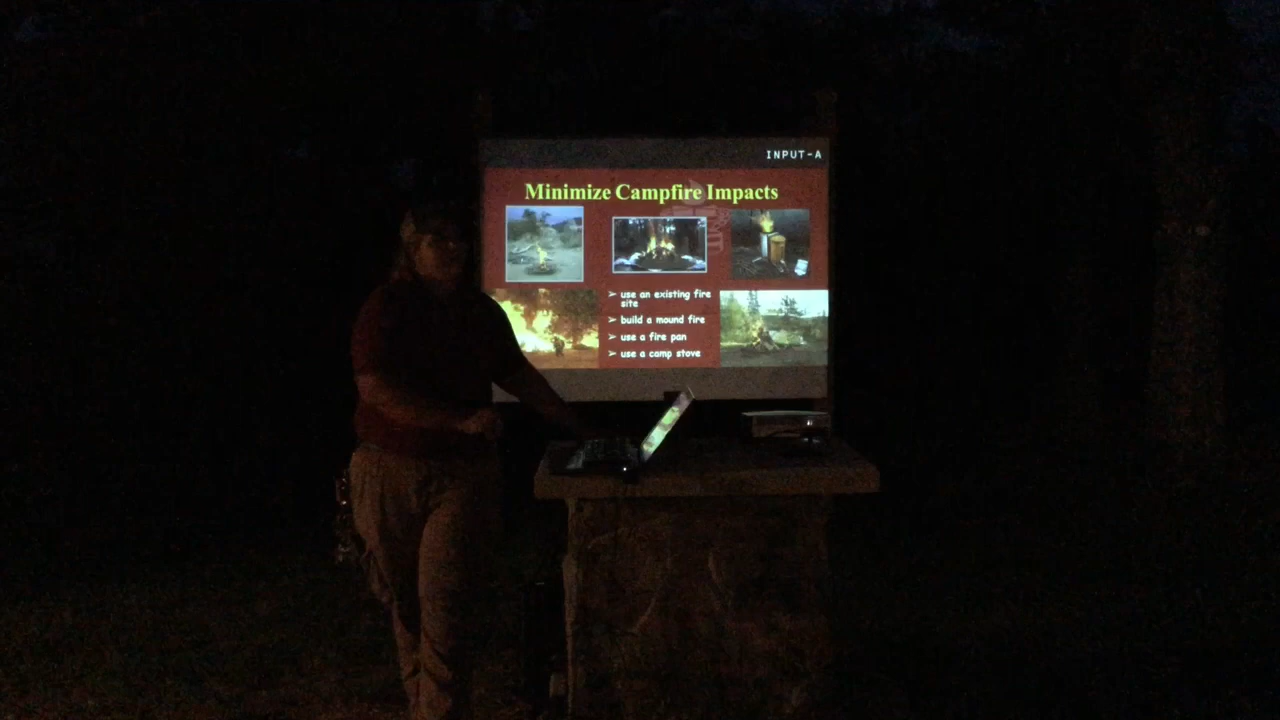 INPUT-A
Minimize Campfire Impacts
➢ use an existing fire
site
➢ build a mound fire
➢ use a fire pan
➢ use a camp stove